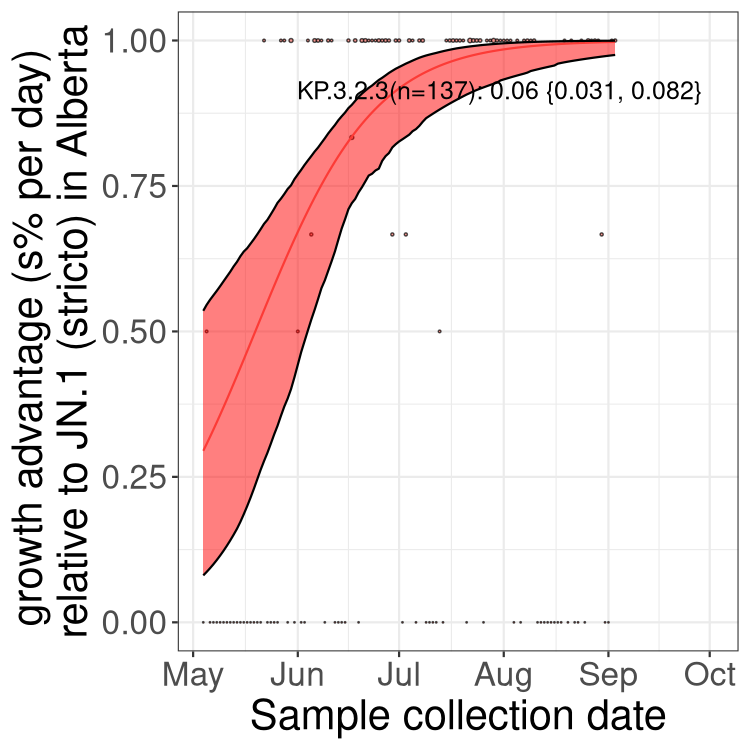 growth advantage (s% per day)
relative to JN.1 (stricto) in Alberta
1.00
0.75
0.50
0.25
0.00
KP.3.2.3(n=137): 0.06 {0.031, 0.082}
May Jun Jul Aug Sep Oct
Sample collection date